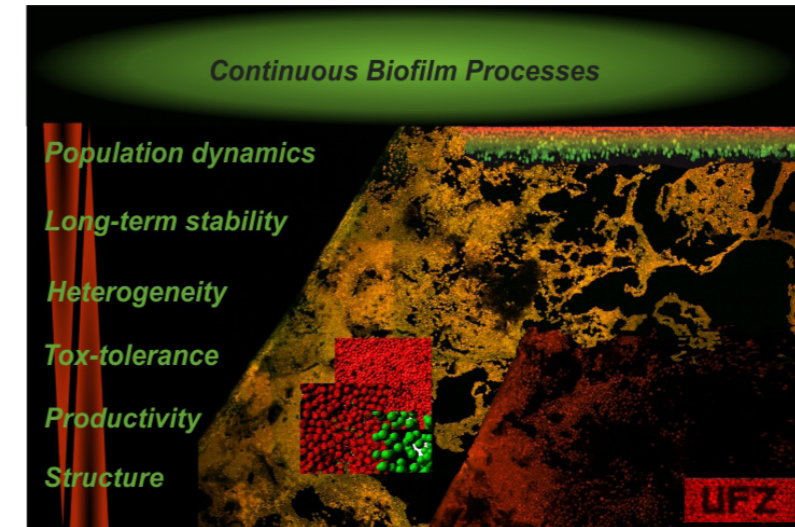 Continuous Biofilm Processes
Population dynamics
Long-term stability
Heterogeneity
Tox-tolerance
Productivity
Structure
UFZ